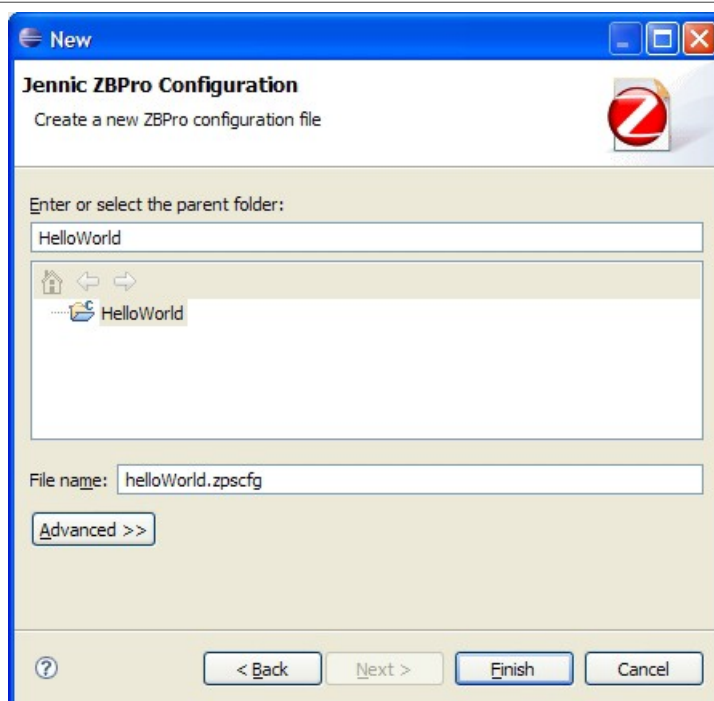 New
Jennic ZBPro Configuration
Create a new ZBPro configuration file
Enter or select the parent folder:
HelloWorld
HelloWorld
File name: helloWorld.zpscfg
Advanced >>
< Back Next > Finish Cancel